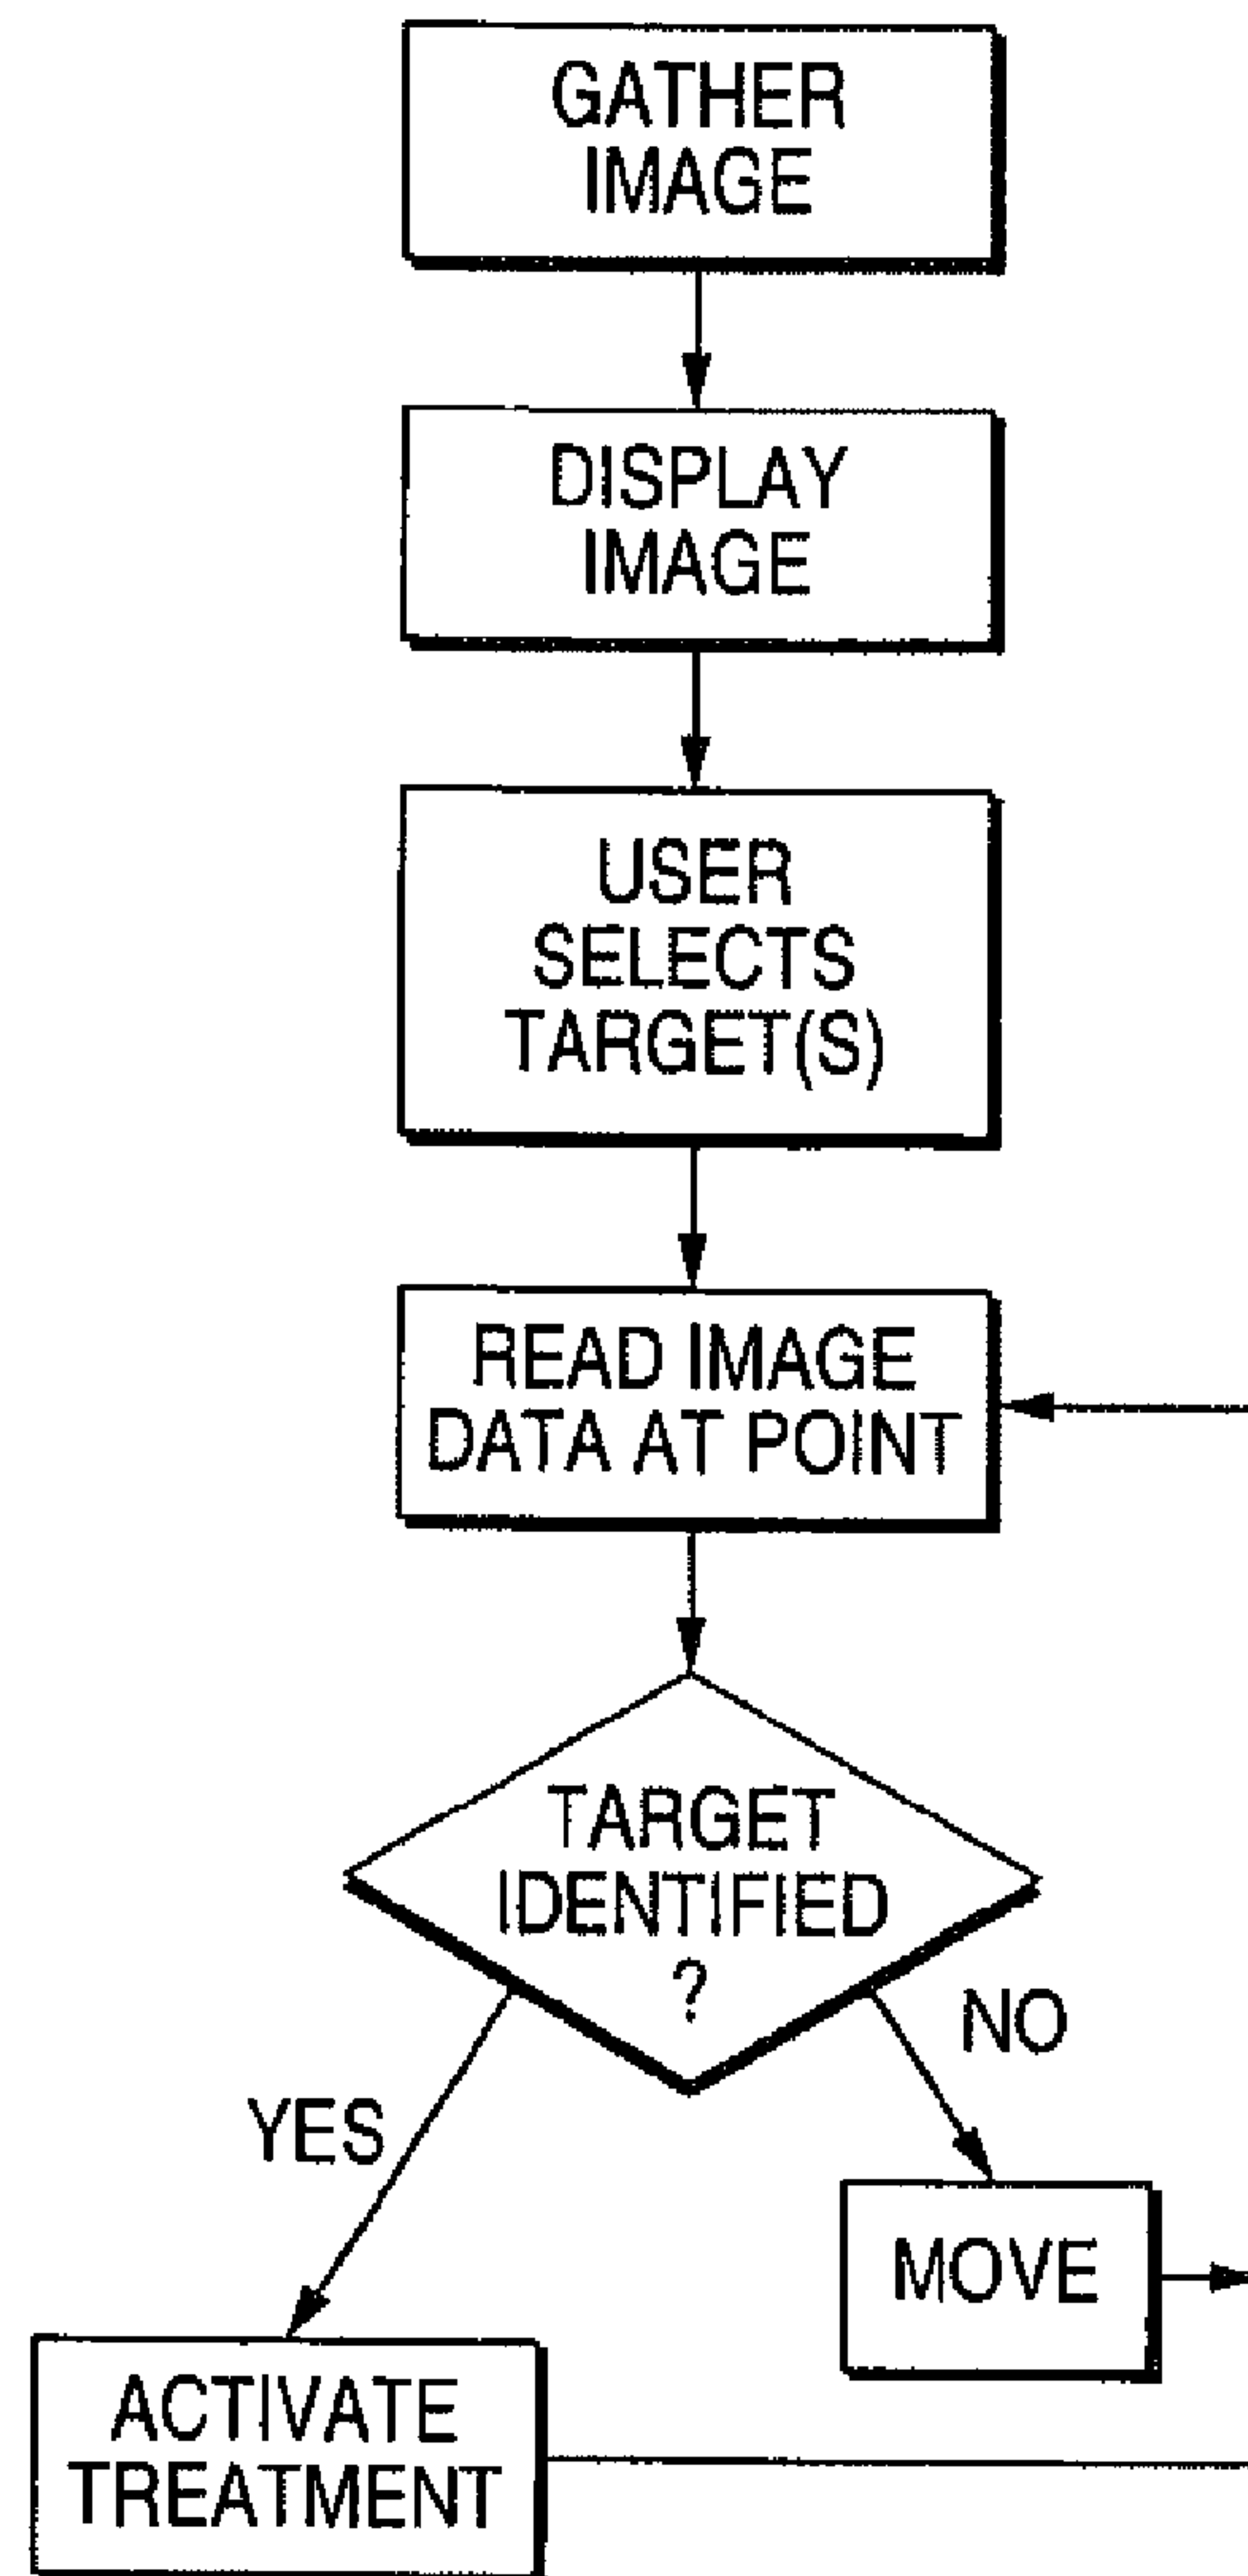 GATHER
IMAGE
DISPLAY
IMAGE
USER
SELECTS
TARGET(S)
READ IMAGE
DATA AT POINT
TARGET
IDENTIFIED
?
NO
YES
MOVE
ACTIVATE
TREATMENT